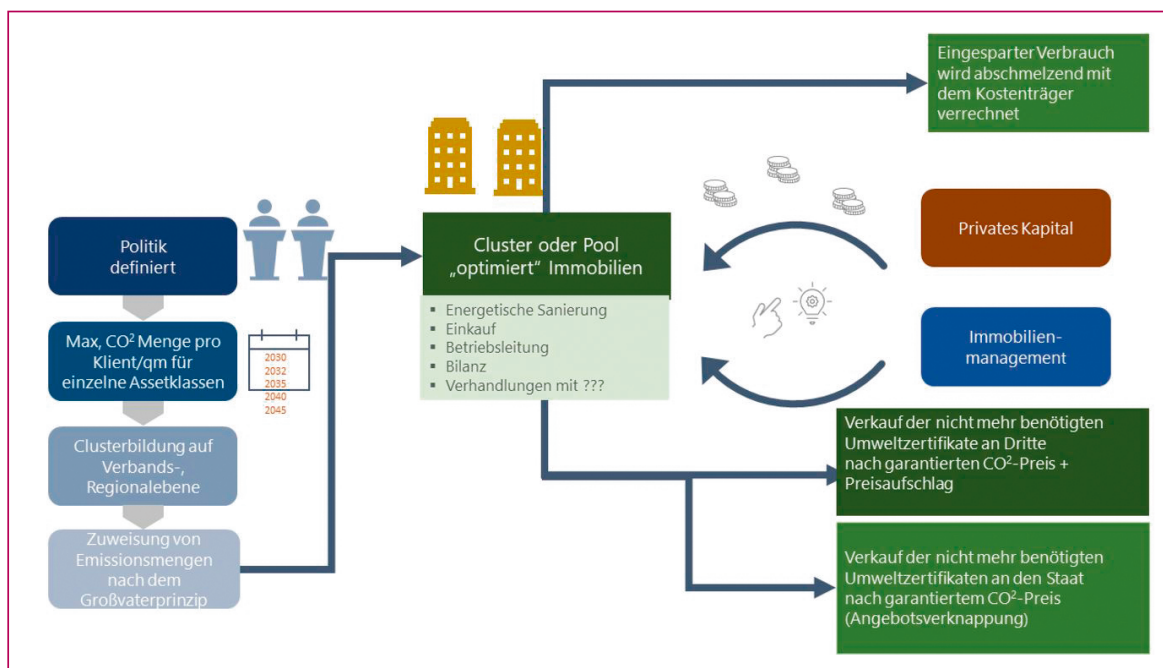 Politik
definiert
Max, CO² Menge pro
Klient/qm für
einzelne Assetklassen
Clusterbildung auf
Verbands-,
Regionalebene
Zuweisung von
Emissionsmengen
nach dem
Großvaterprinzip
2030
2032
2035
2040
2045
Cluster oder Pool
„optimiert“ Immobilien
▪ Energetische Sanierung
▪ Einkauf
▪ Betriebsleitung
▪ Bilanz
▪ Verhandlungen mit ???
Eingesparter Verbrauch
wird abschmelzend mit
dem Kostenträger
verrechnet
Privates Kapital
Immobilien-
management
Verkauf der nicht mehr benötigten
Umweltzertifikate an Dritte
nach garantierten CO²-Preis +
Preisaufschlag
Verkauf der nicht mehr benötigten
Umweltzertifikaten an den Staat
nach garantiertem CO²-Preis
(Angebotsverknappung)